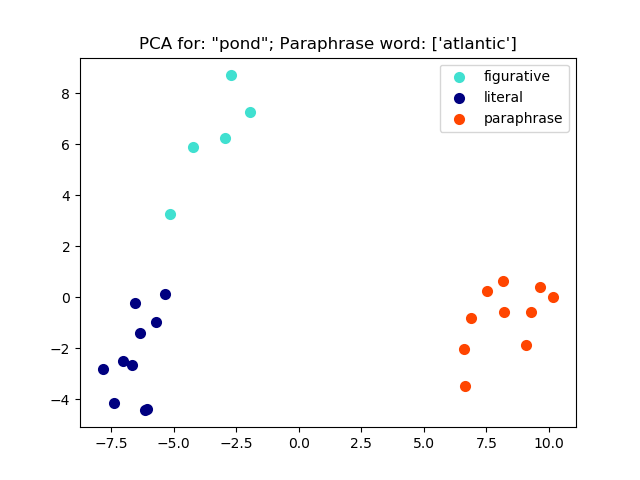 PCA for: "pond"; Paraphrase word: ['atlantic']
figurative
literal
paraphrase
8
6
4
2
0
−2
−4
−7.5 −5.0 −2.5 0.0 2.5 5.0 7.5 10.0